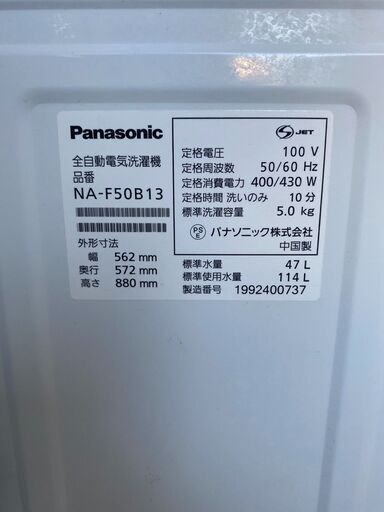 Panasonic
全自動電気洗濯機
品番
NA-F50B13
外形寸法
幅 562 mm
奥行 572 mm
高さ 880 mm
S JET
定格電圧 100 V
定格周波数 50/60 Hz
定格消費電力 400/430 W
定格時間 洗いのみ 10分
標準洗濯容量 5.0 kg
PS E パナソニック株式会社
中国製
標準水量 47 L
標準使用水量 114 L
製造番号 1992400737